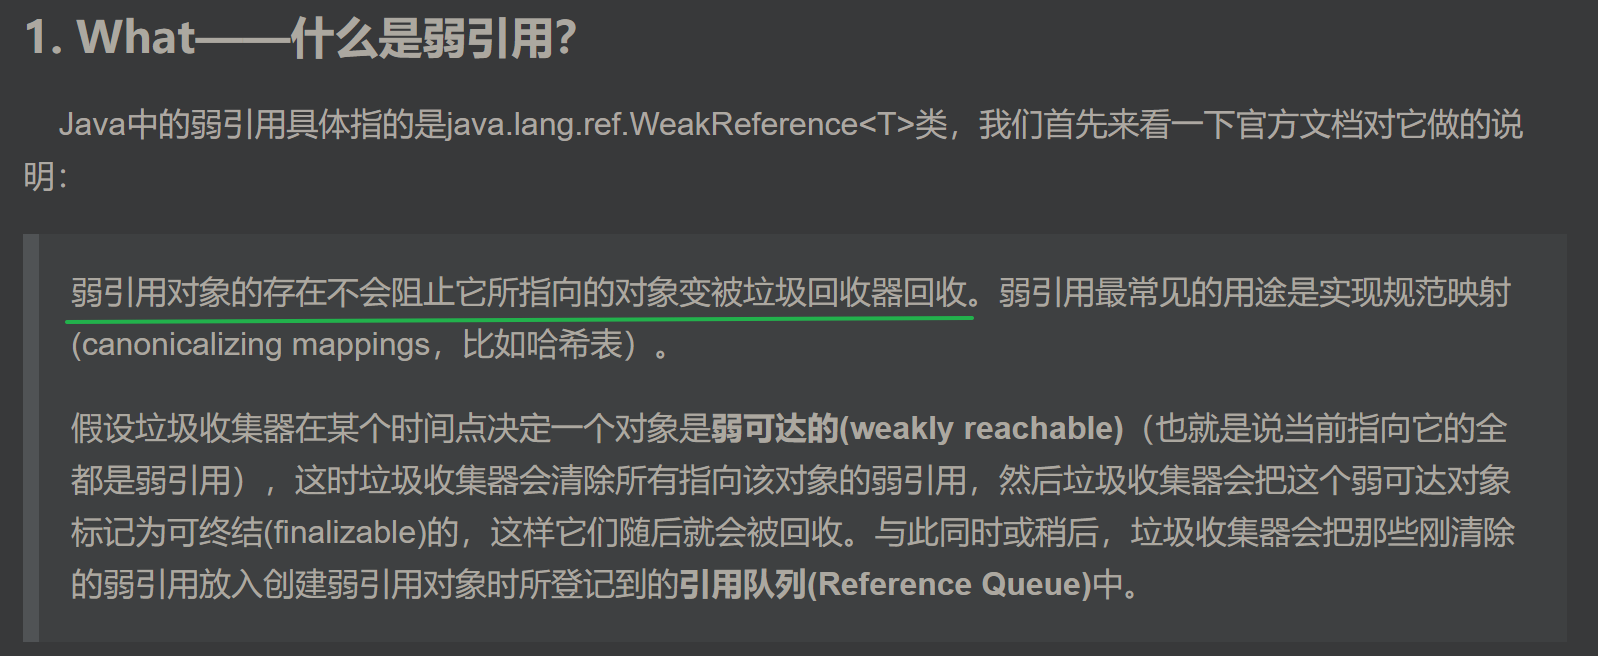 1. What——什么是弱引用?
Java中的弱引用具体指的是java.lang.ref.WeakReference<T>类，我们首先来看一下官方文档对它做的说
明：
弱引用对象的存在不会阻止它所指向的对象变被垃圾回收器回收。弱引用最常见的用途是实现规范映射
(canonicalizing mappings，比如哈希表）。
假设垃圾收集器在某个时间点决定一个对象是弱可达的(weakly reachable)（也就是说当前指向它的全
都是弱引用），这时垃圾收集器会清除所有指向该对象的弱引用，然后垃圾收集器会把这个弱可达对象
标记为可终结(finalizable)的，这样它们随后就会被回收。与此同时或稍后，垃圾收集器会把那些刚清除
的弱引用放入创建弱引用对象时所登记到的引用队列(Reference Queue)中。